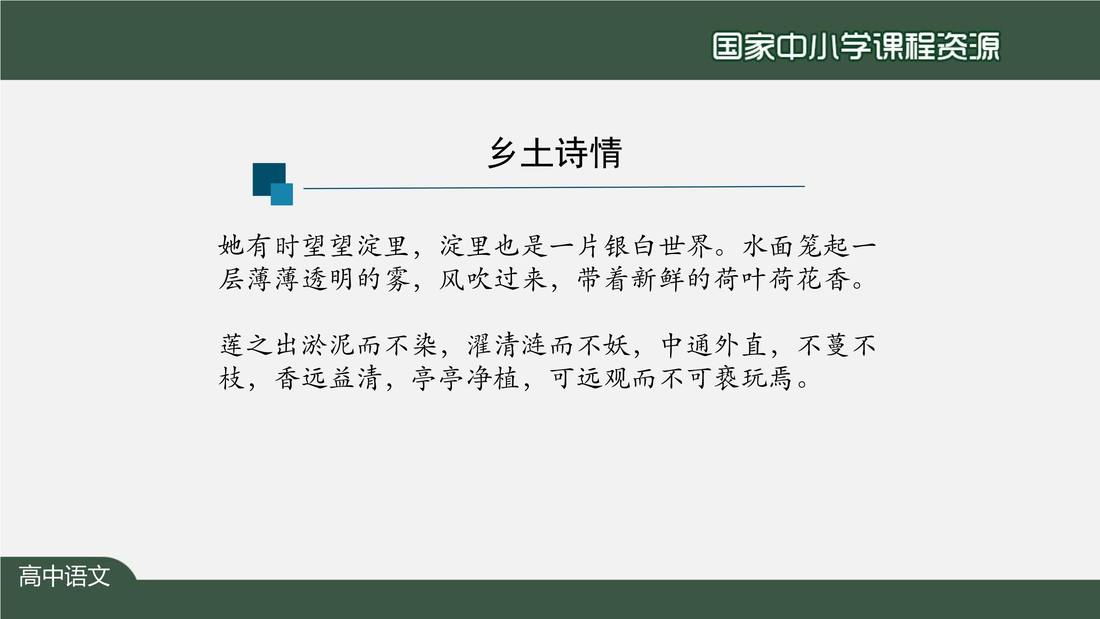 国家中小学课程资源
乡土诗情
她有时望望淀里，淀里也是一片银白世界。水面笼起一
层薄薄透明的雾，风吹过来，带着新鲜的荷叶荷花香。
莲之出淤泥而不染，濯清涟而不妖，中通外直，不蔓不
枝，香远益清，亭亭净植，可远观而不可亵玩焉。
高中语文